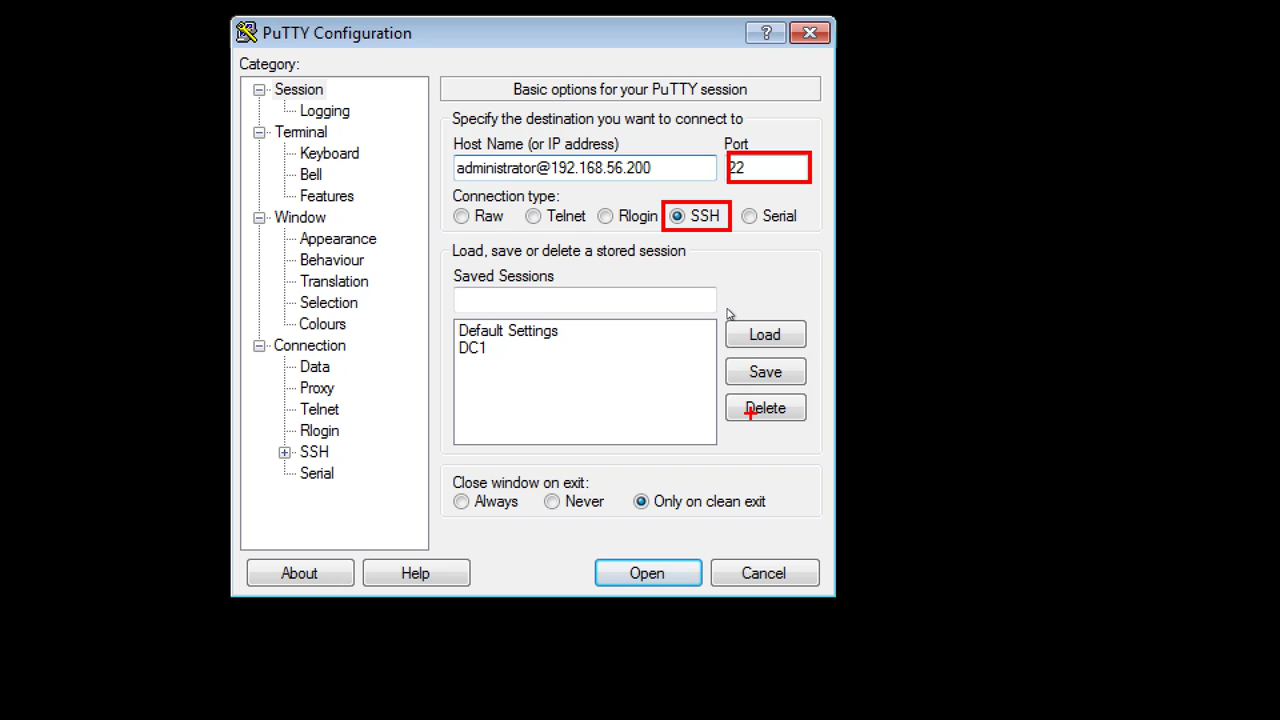 PuTTY Configuration
?
Category:
Session
Logging
Terminal
Keyboard
Bell
Features
Window
Appearance
Behaviour
Translation
Selection
Colours
Connection
Data
Proxy
Telnet
Rlogin
SSH
Serial
Basic options for your PuTTY session
Specify the destination you want to connect to
Host Name (or IP address) Port
administrator@192.168.56.200 22
Connection type:
Raw Telnet Rlogin SSH Serial
Load, save or delete a stored session
Saved Sessions
Default Settings
DC1
Load
Save
Delete
Close window on exit:
Always Never Only on clean exit
About Help Open Cancel